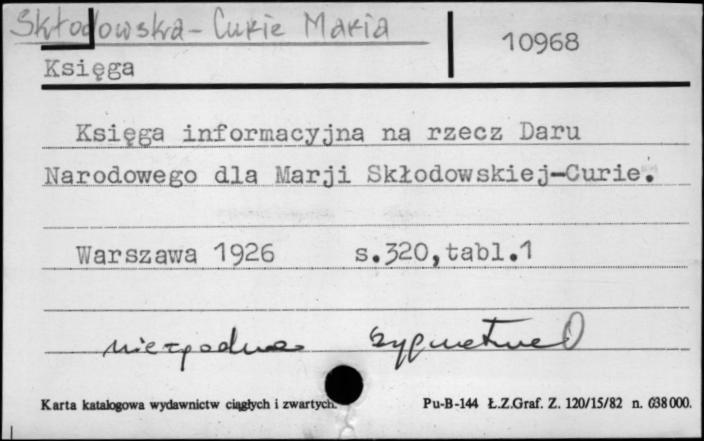 Skłodowska-Curie Maria
10968
Księga
Księga informacyjna na rzecz Daru
Narodowego dla Marji Skłodowskiej-Curie.
Warszawa 1926 s.320,tabl.1
Karta katalogowa wydawnictw ciągłych i zwartych. Pu-B-144 Ł.Z.Graf. Z. 120/15/82 n. 638000.